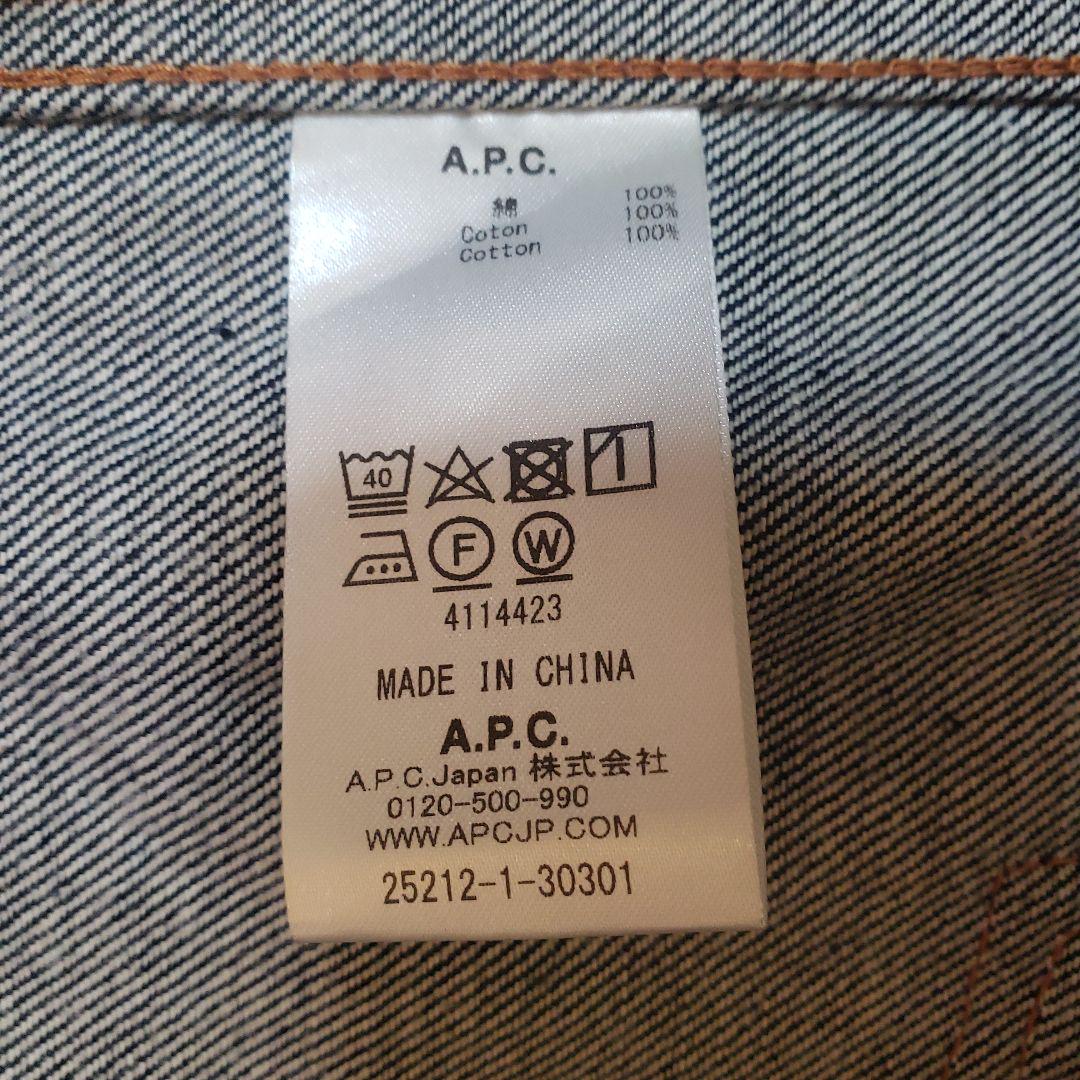 A.P.C.
綿 100%
Coton 100%
Cotton 100%
40
F W
4114423
MADE IN CHINA
A.P.C.
A.P.C.Japan 株式会社
0120-500-990
WWW.APCJP.COM
25212-1-30301